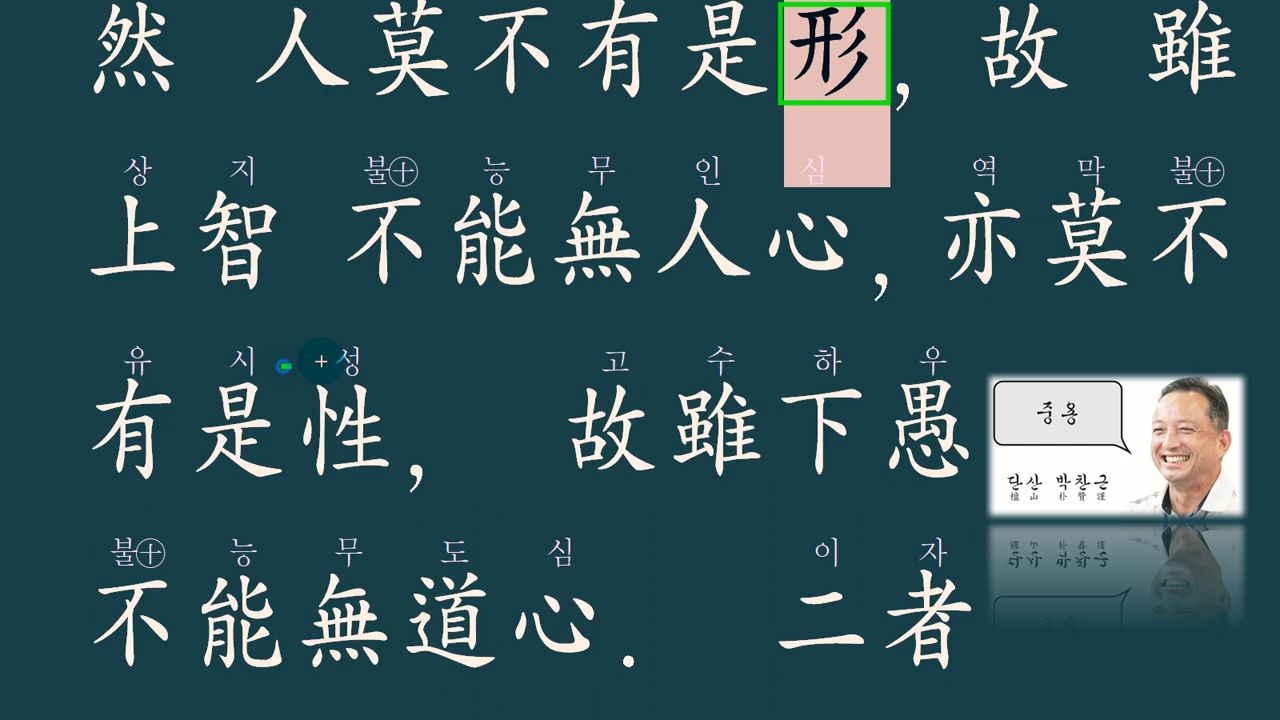 然 人莫不有是形, 故 雖
상 지 불十 능 무 인 심 역 막 불十
上智 不能無人心, 亦莫不
유 시 성 고 수 하 우
有是性, 故雖下愚
불十 능 무 도 심 이 자
不能無道心. 二者
중용
단산 박찬근
檀山 朴贊謹